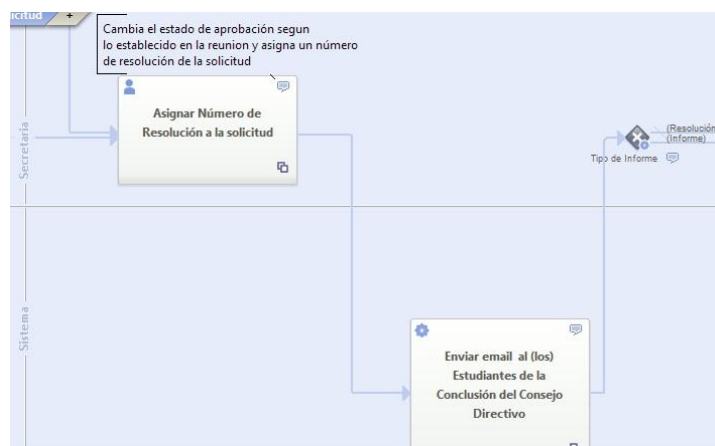 +
Cambia el estado de aprobación segun
lo establecido en la reunion y asigna un número
de resolución de la solicitud
Asignar Número de
Resolución a la solicitud
Secretaria
(Resolución
(Informe)
Tipo de Informe
Sistema
Enviar email al (los)
Estudiantes de la
Conclusión del Consejo
Directivo